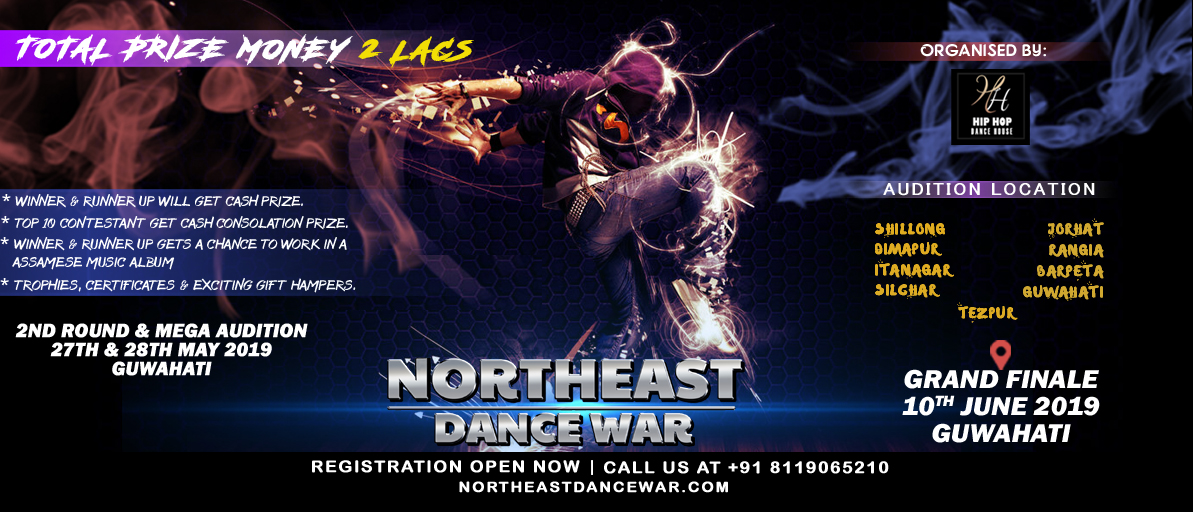 TOTAL PRIZE MONEY 2 LACS
* WINNER & RUNNER UP WILL GET CASH PRIZE.
* TOP 10 CONTESTANT GET CASH CONSOLATION PRIZE.
* WINNER & RUNNER UP GETS A CHANCE TO WORK IN A
ASSAMESE MUSIC ALBUM
* TROPHIES, CERTIFICATES & EXCITING GIFT HAMPERS.
2ND ROUND & MEGA AUDITION
27TH & 28TH MAY 2019
GUWAHATI
ORGANISED BY:
HH
HIP HOP
DANCE HOUSE
AUDITION LOCATION
SHILLONG JORHAT
DIMAPUR RANGIA
ITANAGAR BARPETA
SILCHAR GUWAHATI
TEZPUR
GRAND FINALE
10TH JUNE 2019
GUWAHATI
NORTHEAST
DANCE WAR
REGISTRATION OPEN NOW | CALL US AT +91 8119065210
NORTHEASTDANCEWAR.COM